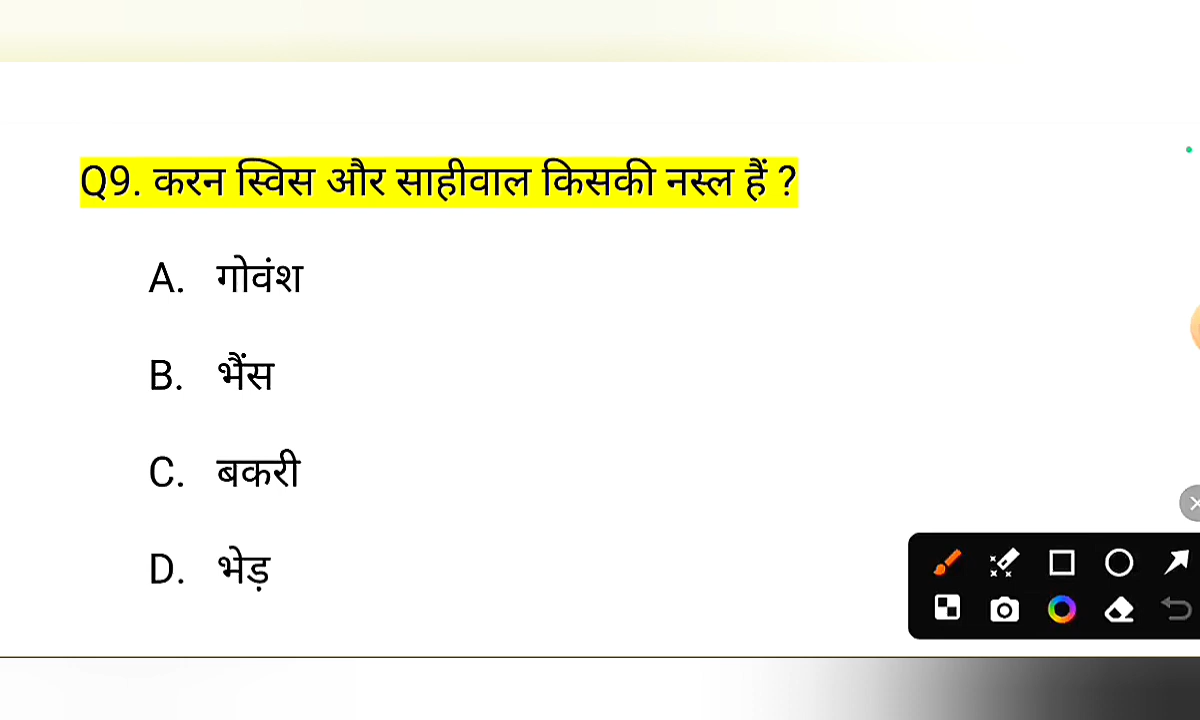 Q9. करन स्विस और साहीवाल किसकी नस्ल हैं ?
A. गोवंश
B. भैंस
C. बकरी
D. भेड़